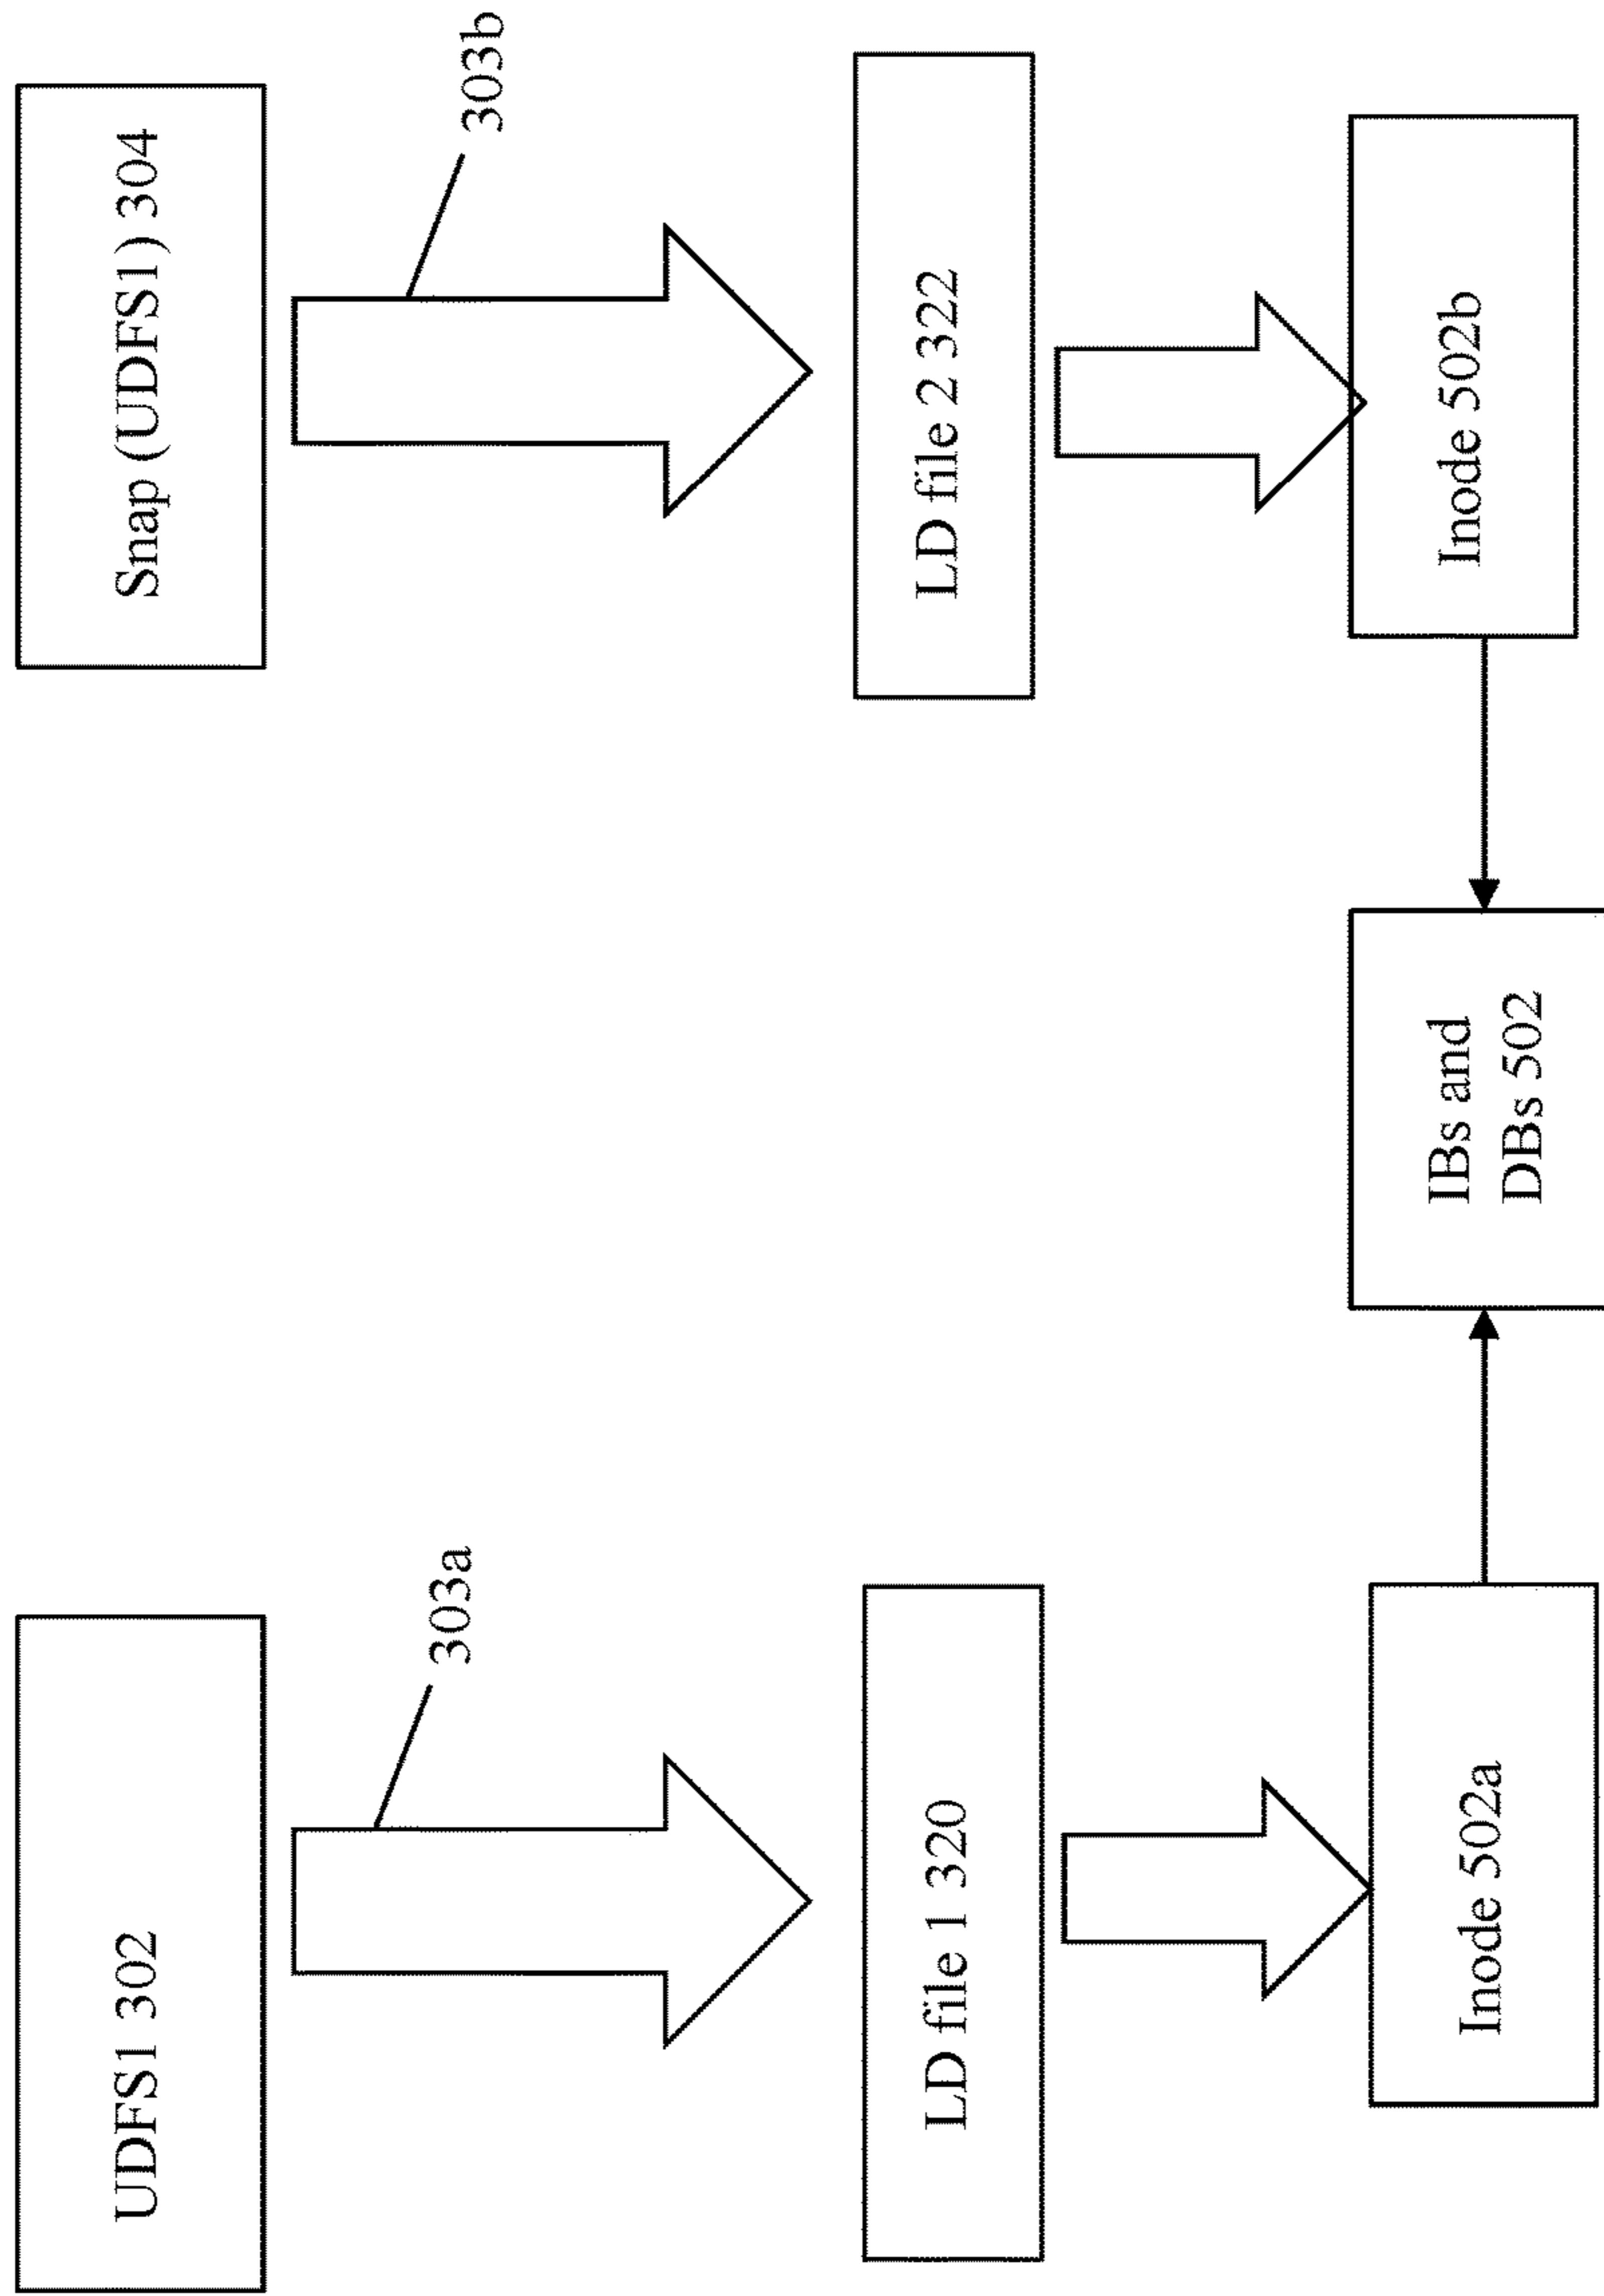 UDFS1 302
Snap (UDFS1) 304
303a
303b
LD file 1 320
LD file 2 322
Inode 502a
IBs and
DBs 502
Inode 502b